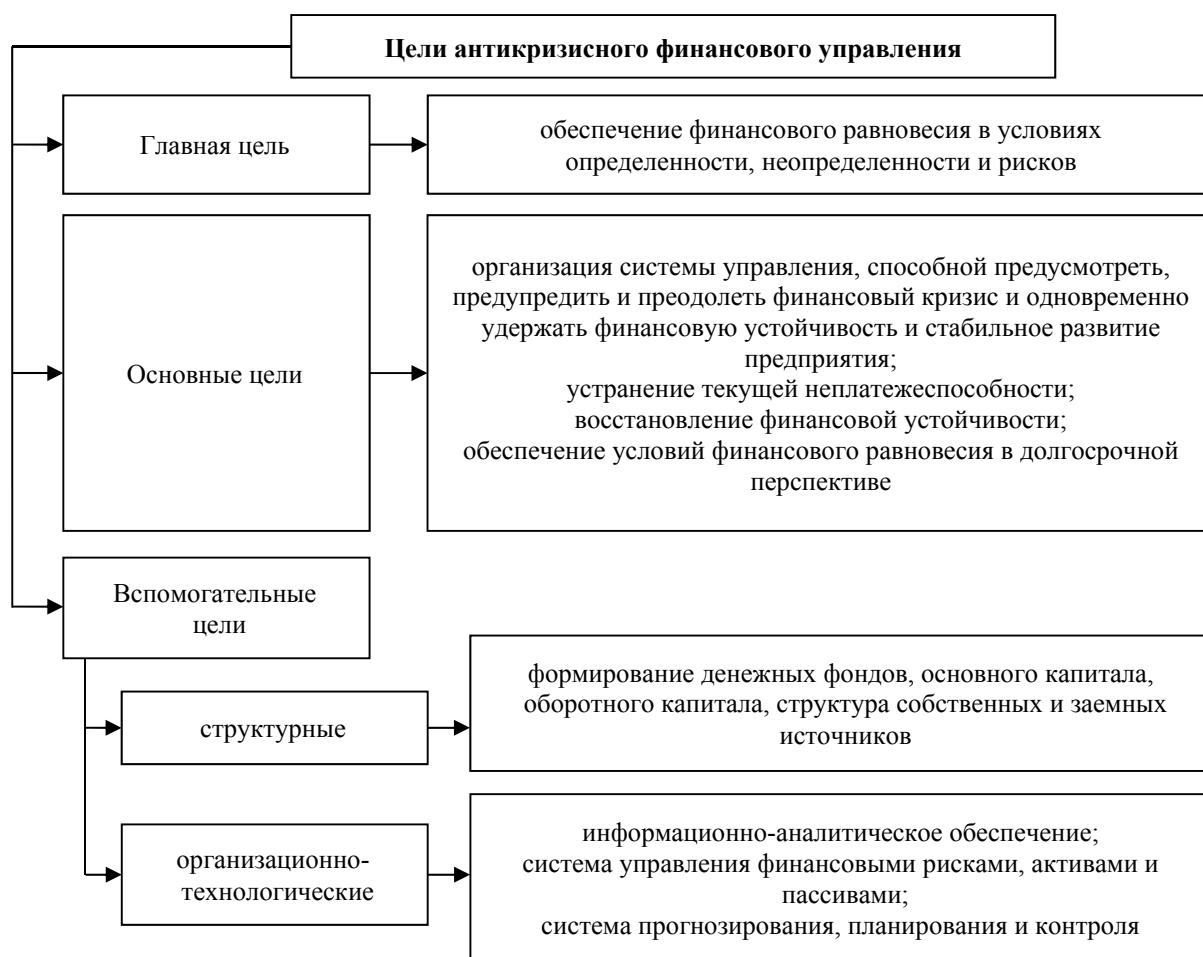 Цели антикризисного финансового управления
Главная цель
обеспечение финансового равновесия в условиях
определенности, неопределенности и рисков
Основные цели
организация системы управления, способной предусмотреть,
предупредить и преодолеть финансовый кризис и одновременно
удержать финансовую устойчивость и стабильное развитие
предприятия;
устранение текущей неплатежеспособности;
восстановление финансовой устойчивости;
обеспечение условий финансового равновесия в долгосрочной
перспективе
Вспомогательные
цели
структурные
формирование денежных фондов, основного капитала,
оборотного капитала, структура собственных и заемных
источников
организационно-
технологические
информационно-аналитическое обеспечение;
система управления финансовыми рисками, активами и
пассивами;
система прогнозирования, планирования и контроля